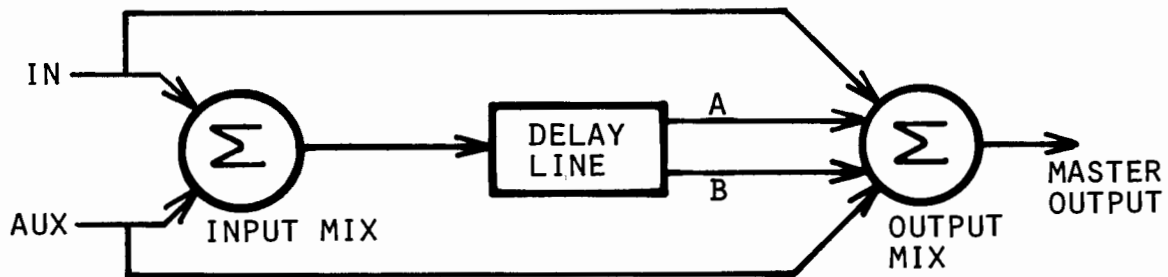 IN
Σ
DELAY
LINE
A
B
Σ
MASTER
OUTPUT
AUX
INPUT MIX
OUTPUT
MIX